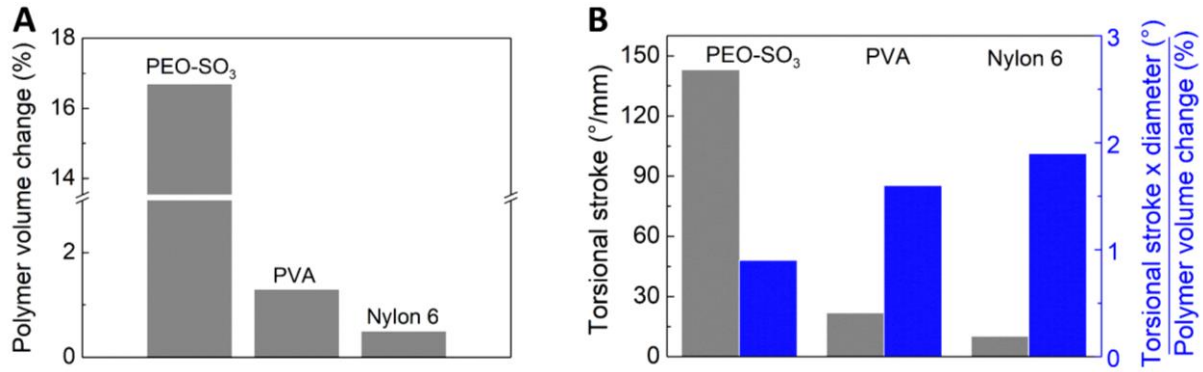 A
Polymer volume change (%)
18
16
14
2
0
PEO-SO₃
PVA
Nylon 6
B
Torsional stroke (°/mm)
150
120
90
60
30
0
PEO-SO₃
PVA
Nylon 6
3
2
1
0
Torsional stroke x diameter (°)
Polymer volume change (%)